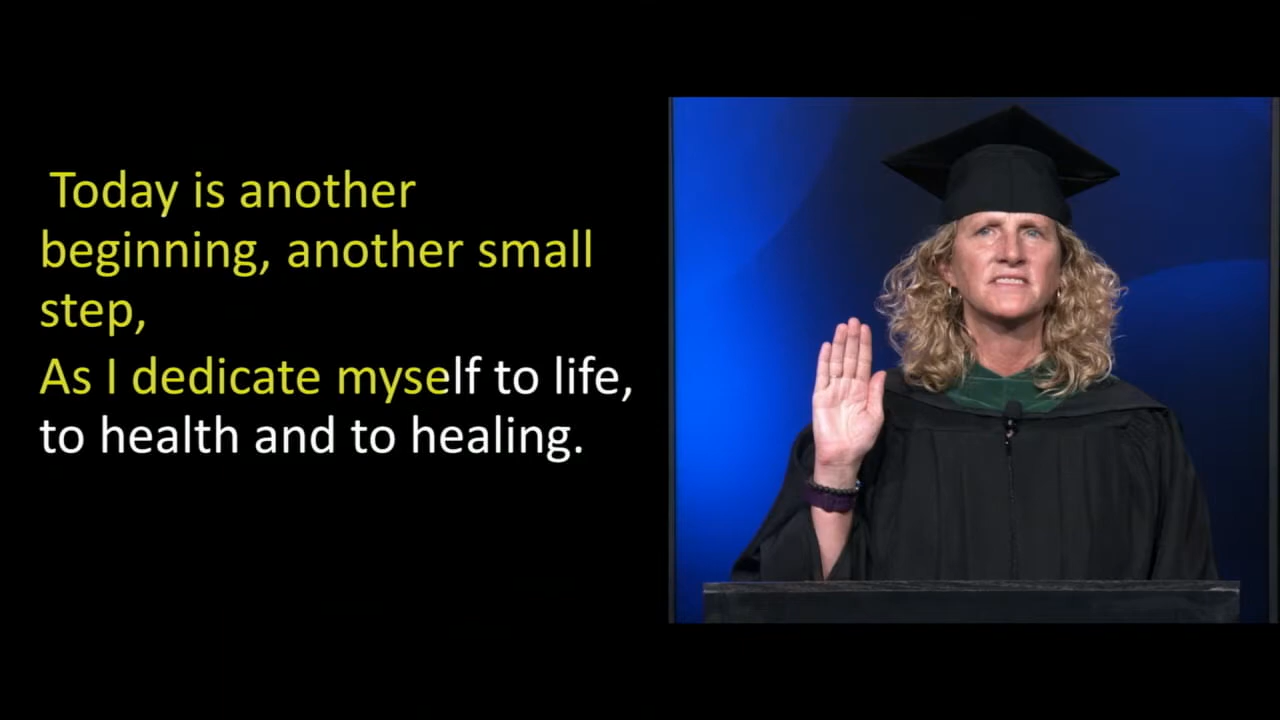 Today is another
beginning, another small
step,
As I dedicate myself to life,
to health and to healing.